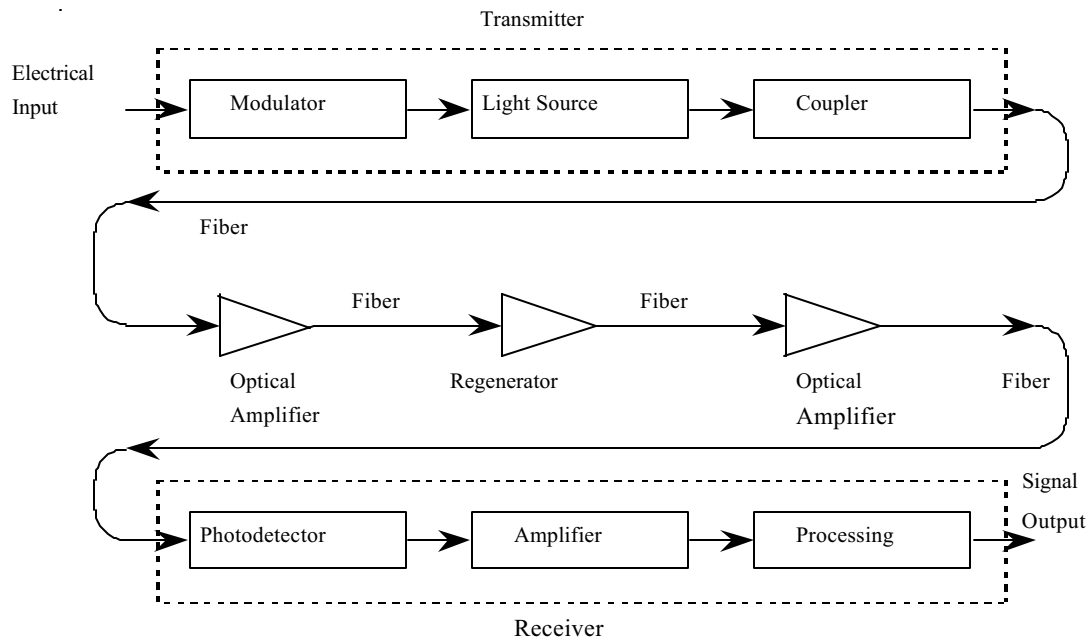 Transmitter
Electrical
Input
Modulator
Light Source
Coupler
Fiber
Fiber
Fiber
Optical
Amplifier
Regenerator
Optical
Amplifier
Fiber
Signal
Output
Photodetector
Amplifier
Processing
Receiver